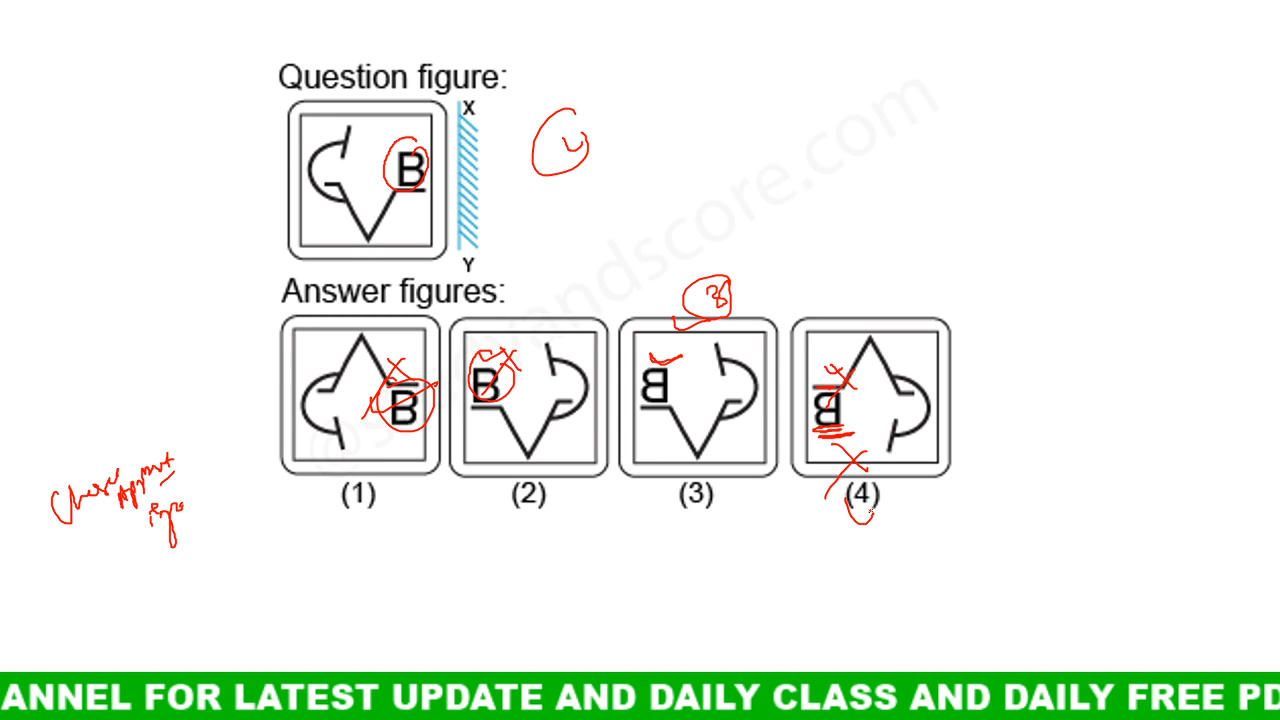 Question figure:
B
X
Y
Answer figures:
3
B
B
B
B
(1)
(2)
(3)
(4)
ANNEL FOR LATEST UPDATE AND DAILY CLASS AND DAILY FREE PD